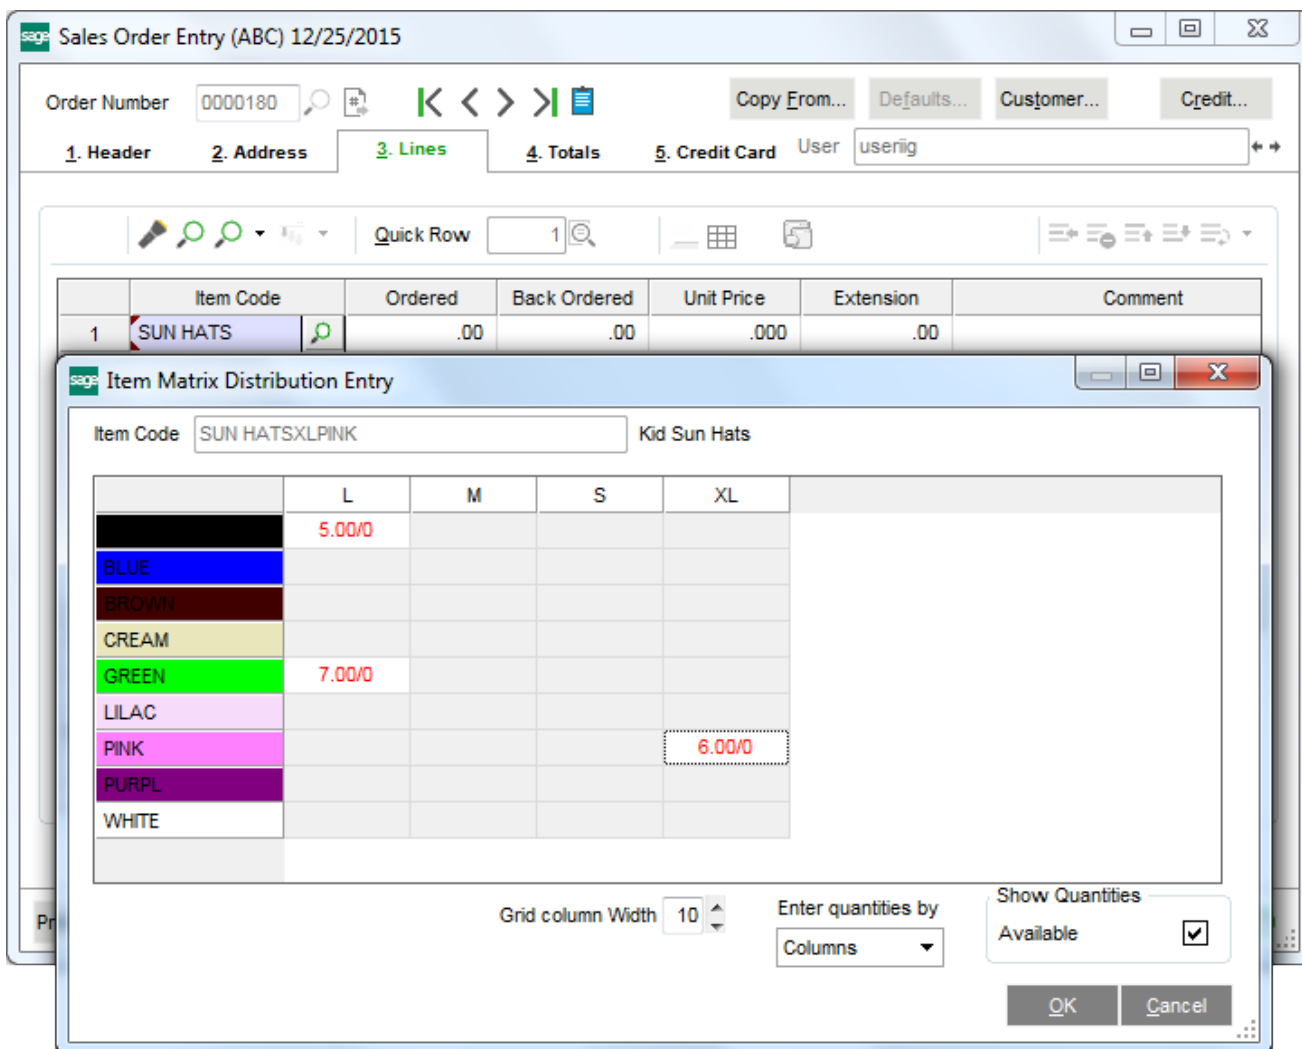 sage Sales Order Entry (ABC) 12/25/2015
Order Number 0000180 Copy From... Defaults... Customer... Credit...
1. Header 2. Address 3. Lines 4. Totals 5. Credit Card User useriig
Quick Row 1
Item Code Ordered Back Ordered Unit Price Extension Comment
1 SUN HATS .00 .00 .000 .00
sage Item Matrix Distribution Entry
Item Code SUN HATSXLPINK Kid Sun Hats
L M S XL
5.00/0
BLUE
BROWN
CREAM
GREEN 7.00/0
LILAC
PINK 6.00/0
PURPL
WHITE
Grid column Width 10 Enter quantities by Show Quantities
Columns Available
Pr
OK Cancel